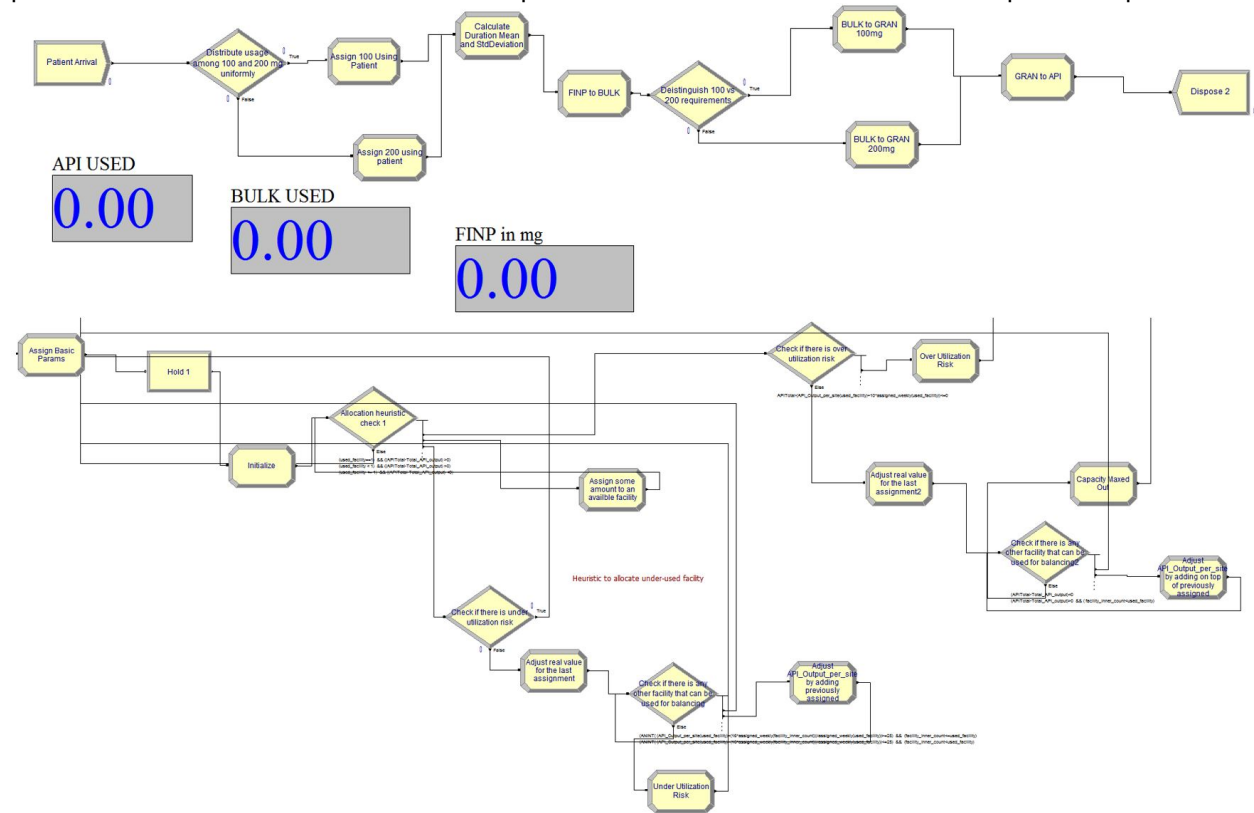 Patient Arrival
Distribute usage
among 100 and 200 mg
uniformly
True
False
Assign 100 Using
Patient
Assign 200 using
patient
Calculate
Duration Mean
and StdDeviation
FINP to BULK
Deistinguish 100 vs
200 requirements
True
False
BULK to GRAN
100mg
BULK to GRAN
200mg
GRAN to API
Dispose 2
API USED
0.00
BULK USED
0.00
FINP in mg
0.00
Assign Basic
Params
Hold 1
Initialize
Allocation heuristic
check 1
Else
Assign some
amount to an
availble facility
Check if there is over
utilization risk
Else
Over Utilization
Risk
Adjust real value
for the last
assignment2
Capacity Maxed
Out
Check if there is any
other facility that can be
used for balancing2
Else
Adjust
API_Output_per_site
by adding on top
of previously
assigned
Heuristic to allocate under-used facility
Check if there is under
utilization risk
True
False
Adjust real value
for the last
assignment
Check if there is any
other facility that can be
used for balancing
Else
Adjust
API_Output_per_site
by adding
previously
assigned
Under Utilization
Risk